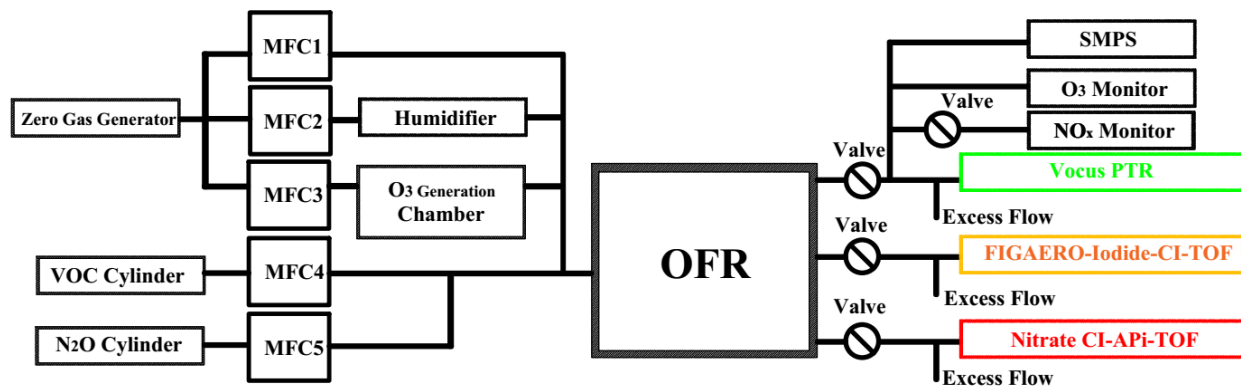 MFC1
SMPS
O3 Monitor
Valve
Zero Gas Generator
MFC2
Humidifier
NOx Monitor
Valve
MFC3
O3 Generation
Chamber
Vocus PTR
Excess Flow
Valve
VOC Cylinder
MFC4
OFR
FIGAERO-Iodide-CI-TOF
Excess Flow
Valve
N2O Cylinder
MFC5
Nitrate CI-APi-TOF
Excess Flow